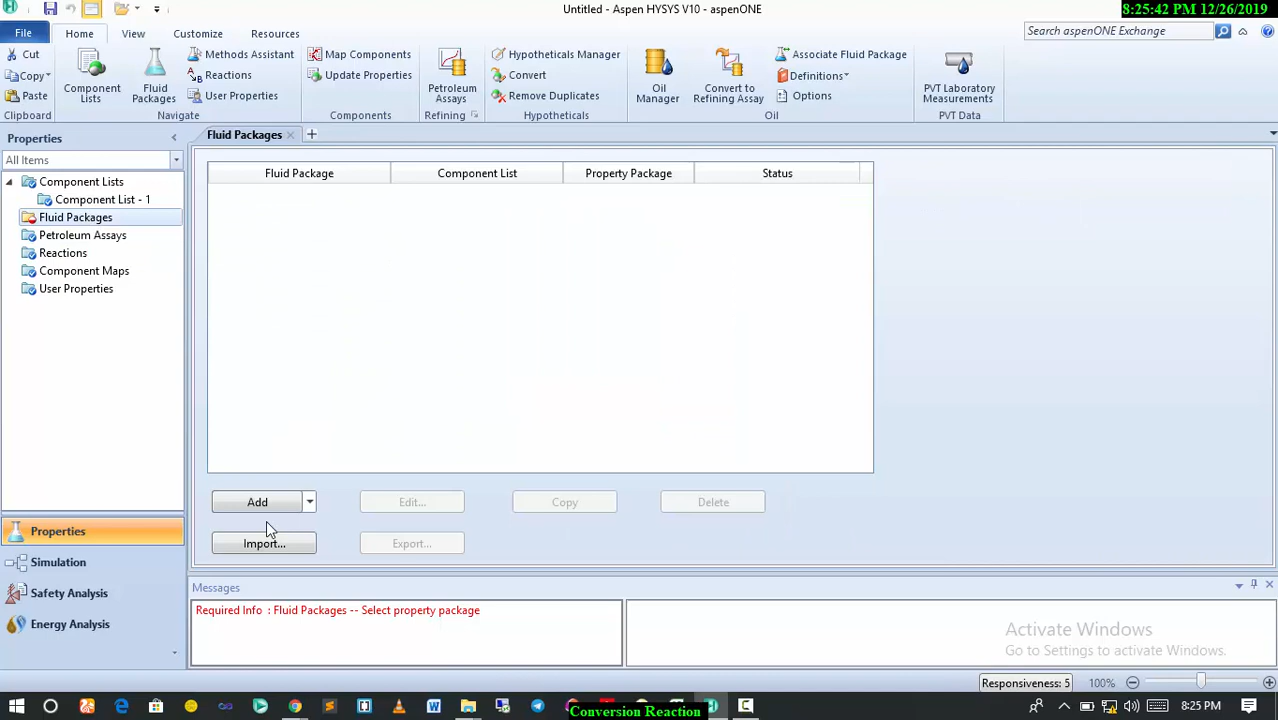 Untitled - Aspen HYSYS V10 - aspenONE
8:25:42 PM 12/26/2019
File
Home
View
Customize
Resources
Search aspenONE Exchange
Cut
Copy
Paste
Clipboard
Component
Lists
Fluid
Packages
Methods Assistant
Reactions
User Properties
Navigate
Map Components
Update Properties
Components
Petroleum
Assays
Refining
Hypotheticals Manager
Convert
Remove Duplicates
Hypotheticals
Oil
Manager
Convert to
Refining Assay
Associate Fluid Package
Definitions
Options
Oil
PVT Laboratory
Measurements
PVT Data
Properties
All Items
Component Lists
Component List - 1
Fluid Packages
Petroleum Assays
Reactions
Component Maps
User Properties
Properties
Simulation
Safety Analysis
Energy Analysis
Fluid Packages
Fluid Package
Component List
Property Package
Status
Add
Edit...
Copy
Delete
Import...
Export...
Messages
Required Info : Fluid Packages -- Select property package
Activate Windows
Go to Settings to activate Windows.
Responsiveness: 5
100%
8:25 PM
Conversion Reaction